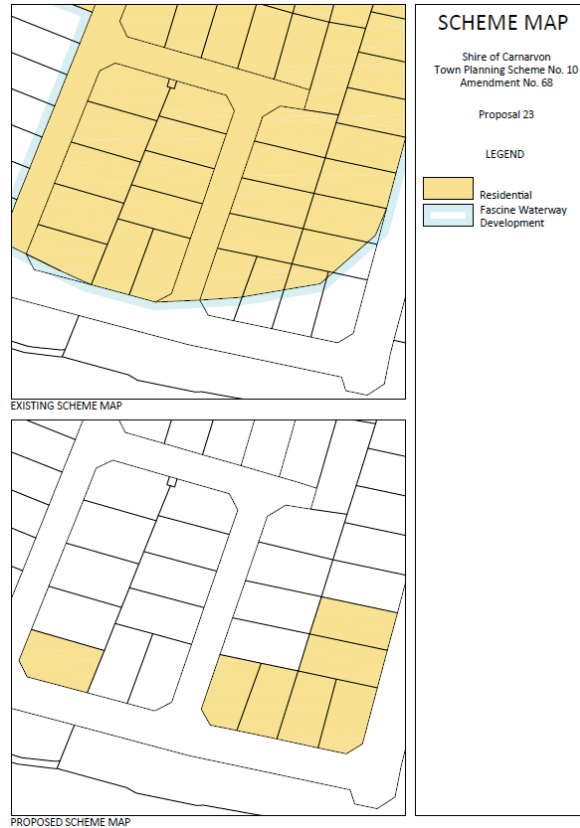 SCHEME MAP
Shire of Carnarvon
Town Planning Scheme No. 10
Amendment No. 68
Proposal 23
LEGEND
Residential
Fascine Waterway
Development
EXISTING SCHEME MAP
PROPOSED SCHEME MAP